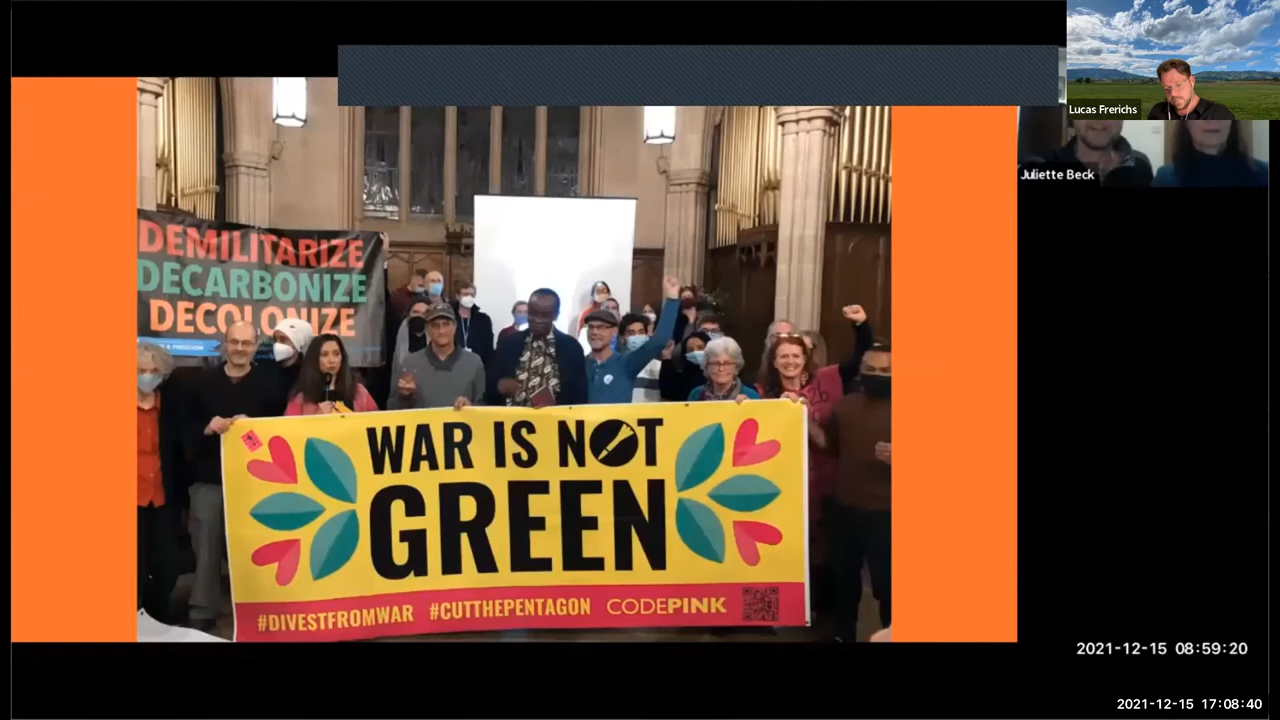 Lucas Frerichs
Juliette Beck
DEMILITARIZE
DECARBONIZE
DECOLONIZE
& FREEDOM
WAR IS NOT
GREEN
#DIVESTFROMWAR #CUTTHEPENTAGON CODEPINK
2021-12-15 08:59:20
2021-12-15 17:08:40